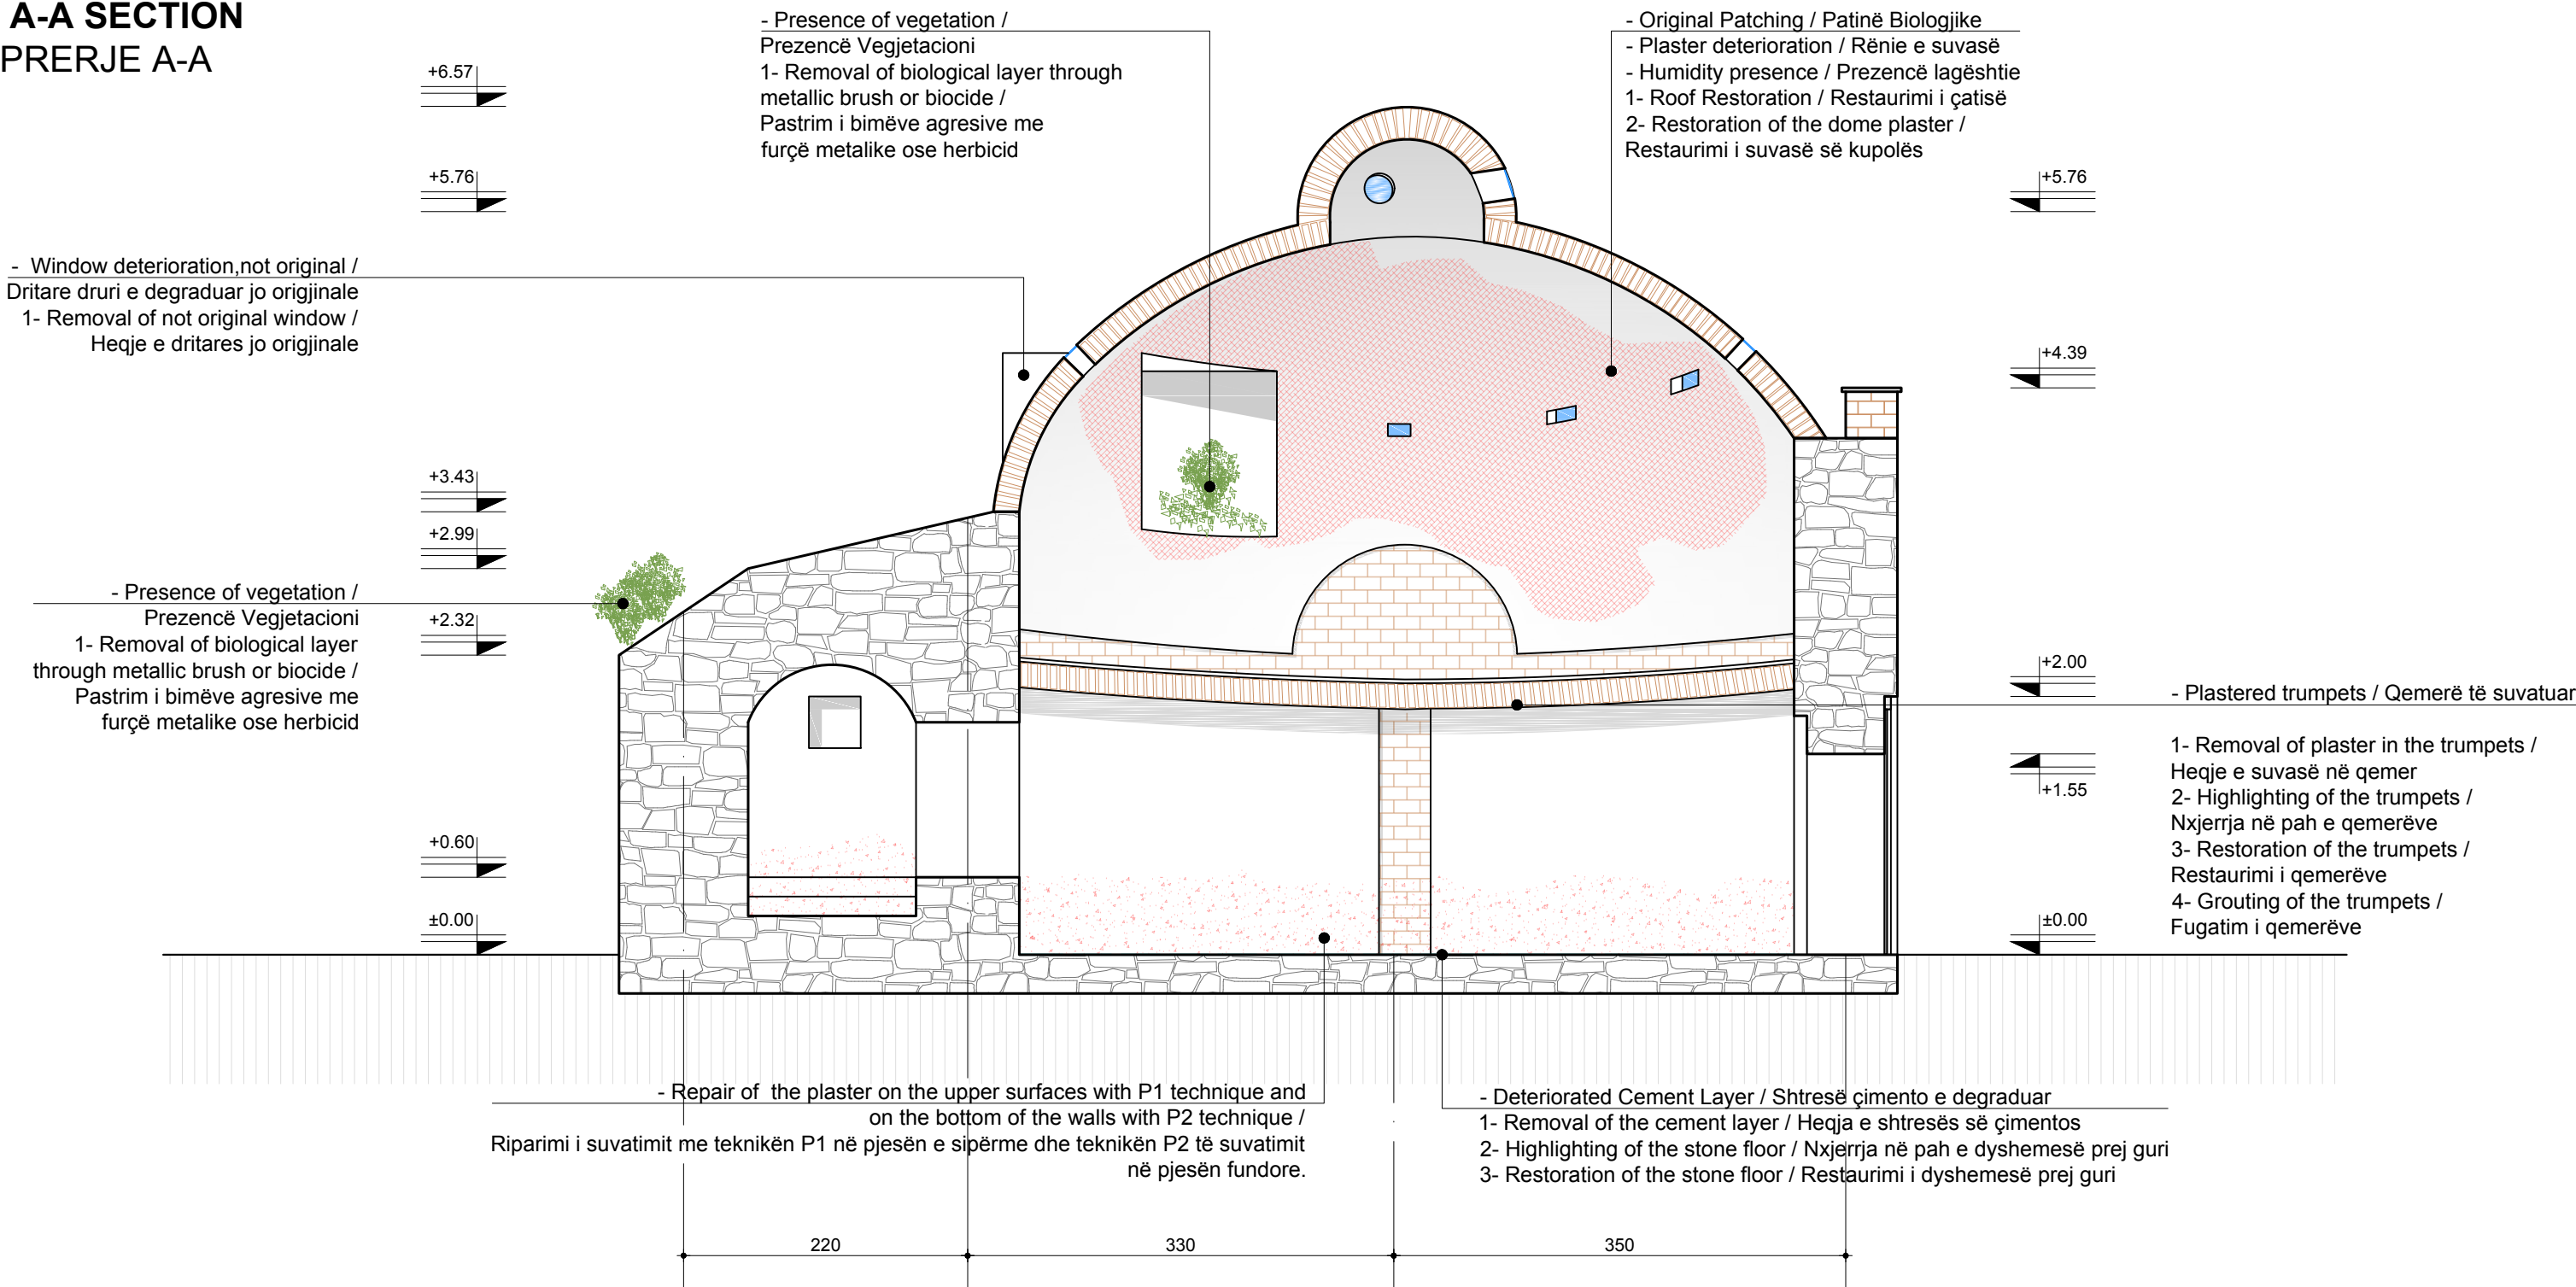 A-A SECTION
PRERJE A-A
- Presence of vegetation /
Prezencë Vegjetacioni
1- Removal of biological layer through
metallic brush or biocide /
Pastrim i bimëve agresive me
furçë metalike ose herbicid
- Original Patching / Patinë Biologjike
- Plaster deterioration / Rënie e suvasë
- Humidity presence / Prezencë lagështie
1- Roof Restoration / Restaurimi i çatisë
2- Restoration of the dome plaster /
Restaurimi i suvasë së kupolës
+6.57
+5.76
+3.43
+2.99
+2.32
+0.60
±0.00
- Window deterioration,not original /
Dritare druri e degraduar jo origjinale
1- Removal of not original window /
Heqje e dritares jo origjinale
- Presence of vegetation /
Prezencë Vegjetacioni
1- Removal of biological layer
through metallic brush or biocide /
Pastrim i bimëve agresive me
furçë metalike ose herbicid
+5.76
+4.39
+2.00
+1.55
±0.00
- Plastered trumpets / Qemerë të suvatuar
1- Removal of plaster in the trumpets /
Heqje e suvasë në qemer
2- Highlighting of the trumpets /
Nxjerrja në pah e qemerëve
3- Restoration of the trumpets /
Restaurimi i qemerëve
4- Grouting of the trumpets /
Fugatim i qemerëve
- Repair of the plaster on the upper surfaces with P1 technique and
on the bottom of the walls with P2 technique /
Riparimi i suvatimit me teknikën P1 në pjesën e sipërme dhe teknikën P2 të suvatimit
në pjesën fundore.
- Deteriorated Cement Layer / Shtresë çimento e degraduar
1- Removal of the cement layer / Heqja e shtresës së çimentos
2- Highlighting of the stone floor / Nxjerrja në pah e dyshemesë prej guri
3- Restoration of the stone floor / Restaurimi i dyshemesë prej guri
220
330
350